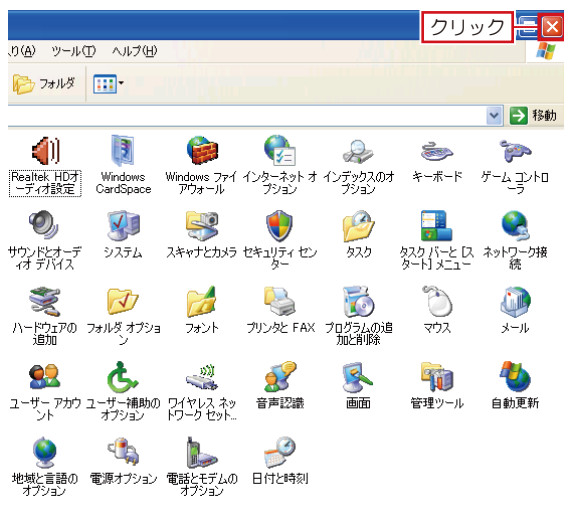 クリック
り(A) ツール(T) ヘルプ(H)
フォルダ
移動
Realtek HDオ
ーディオ設定
Windows
CardSpace
Windows ファイ
アウォール
インターネット オ
プション
インデックスのオ
プション
キーボード
ゲーム コントロ
ーラ
サウンドとオーデ
ィオ デバイス
システム
スキャナとカメラ
セキュリティ セン
ター
タスク
タスク バーと [ス
タート] メニュー
ネットワーク接
続
ハードウェアの
追加
フォルダ オプショ
ン
フォント
プリンタと FAX
プログラムの追
加と削除
マウス
メール
ユーザー アカウ
ント
ユーザー補助の
オプション
ワイヤレス ネッ
トワーク セット...
音声認識
画面
管理ツール
自動更新
地域と言語の
オプション
電源オプション
電話とモデムの
オプション
日付と時刻